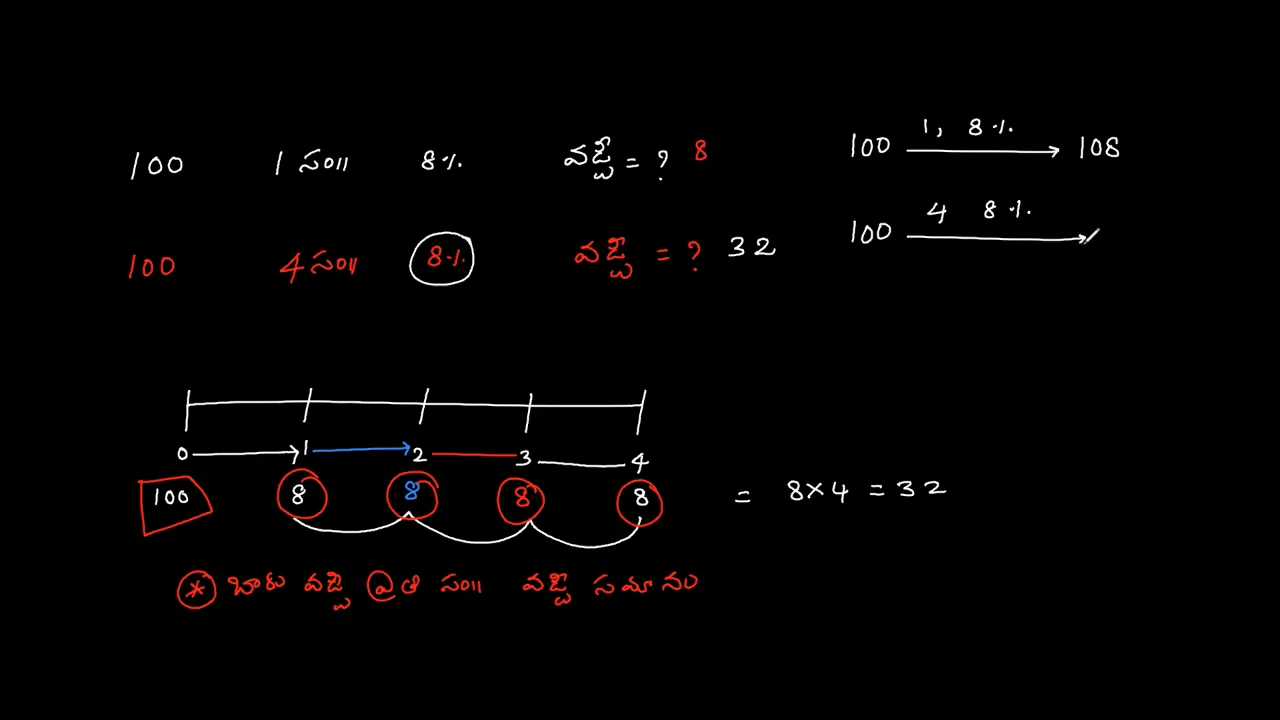 100 1 సం॥ 8% వడ్డీ = ? 8
100 4 సం॥ 8% వడ్డీ = ? 32
100 1, 8% 108
100 4 8%
0 1 2 3 4
100 8 8 8 8 = 8×4 = 32
* బారు వడ్డీ ప్రతి సం॥ వడ్డీ సమానం